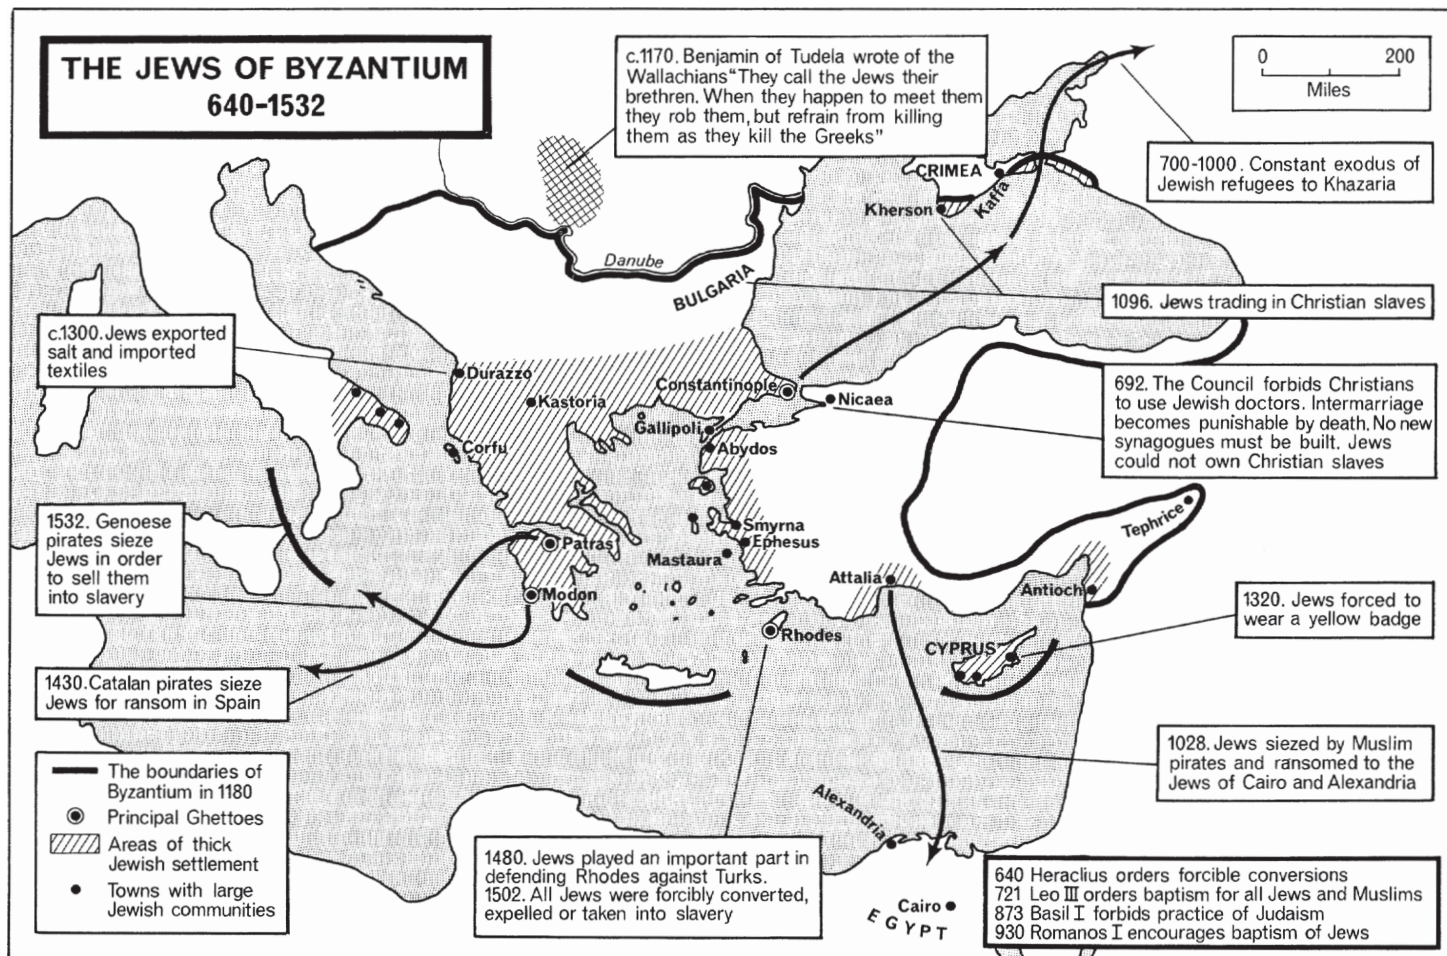 THE JEWS OF BYZANTIUM
640-1532
c.1170. Benjamin of Tudela wrote of the
Wallachians “They call the Jews their
brethren. When they happen to meet them
they rob them, but refrain from killing
them as they kill the Greeks”
0 200
Miles
700-1000. Constant exodus of
Jewish refugees to Khazaria
CRIMEA
Kaffa
Kherson
Danube
BULGARIA
1096. Jews trading in Christian slaves
c.1300. Jews exported
salt and imported
textiles
Durazzo
Kastoria
Constantinople
Nicaea
Gallipoli
Abydos
Corfu
692. The Council forbids Christians
to use Jewish doctors. Intermarriage
becomes punishable by death. No new
synagogues must be built. Jews
could not own Christian slaves
1532. Genoese
pirates sieze
Jews in order
to sell them
into slavery
Smyrna
Ephesus
Mastaura
Patras
Modon
Tephrice
Attalia
Antioch
Rhodes
CYPRUS
1320. Jews forced to
wear a yellow badge
1430. Catalan pirates sieze
Jews for ransom in Spain
1028. Jews siezed by Muslim
pirates and ransomed to the
Jews of Cairo and Alexandria
The boundaries of
Byzantium in 1180
Principal Ghettoes
Areas of thick
Jewish settlement
Towns with large
Jewish communities
Alexandria
1480. Jews played an important part in
defending Rhodes against Turks.
1502. All Jews were forcibly converted,
expelled or taken into slavery
Cairo
EGYPT
640 Heraclius orders forcible conversions
721 Leo III orders baptism for all Jews and Muslims
873 Basil I forbids practice of Judaism
930 Romanos I encourages baptism of Jews